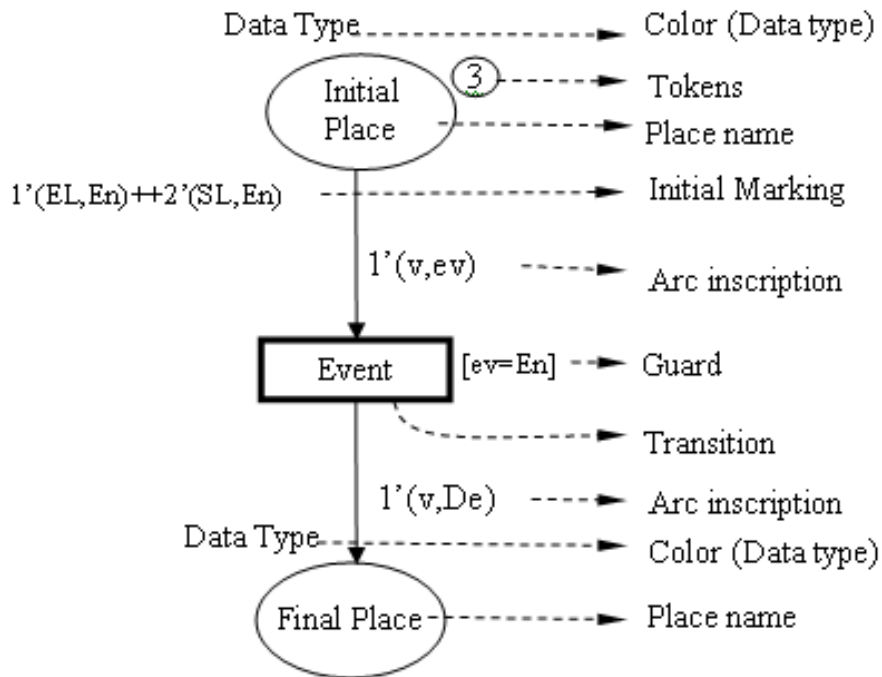 Data Type
Color (Data type)
3
Tokens
Initial
Place
Place name
1’(EL,En)++2’(SL,En)
Initial Marking
1’(v,ev)
Arc inscription
Event
[ev=En]
Guard
Transition
1’(v,De)
Arc inscription
Data Type
Color (Data type)
Final Place
Place name